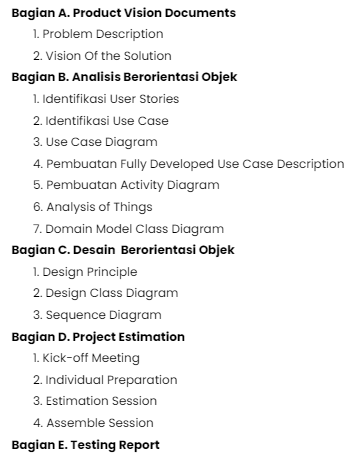 Bagian A. Product Vision Documents
1. Problem Description
2. Vision Of the Solution
Bagian B. Analisis Berorientasi Objek
1. Identifikasi User Stories
2. Identifikasi Use Case
3. Use Case Diagram
4. Pembuatan Fully Developed Use Case Description
5. Pembuatan Activity Diagram
6. Analysis of Things
7. Domain Model Class Diagram
Bagian C. Desain  Berorientasi Objek
1. Design Principle
2. Design Class Diagram
3. Sequence Diagram
Bagian D. Project Estimation
1. Kick-off Meeting
2. Individual Preparation
3. Estimation Session
4. Assemble Session
Bagian E. Testing Report